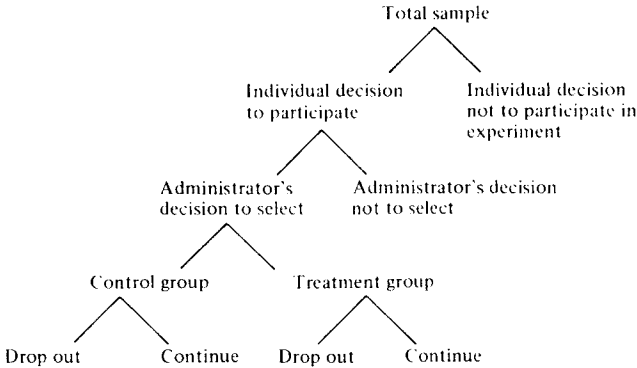 Total sample
Individual decision
to participate
Individual decision
not to participate in
experiment
Administrator's
decision to select
Administrator's decision
not to select
Control group
Treatment group
Drop out
Continue
Drop out
Continue